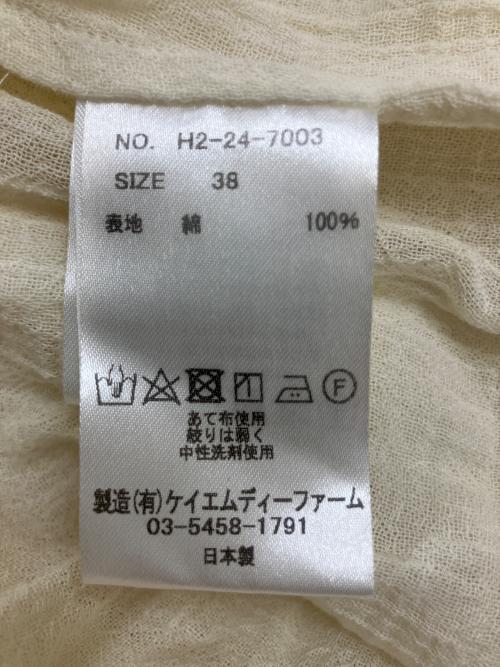 NO. H2-24-7003
SIZE 38
表地 綿 100%
F
あて布使用
絞りは弱く
中性洗剤使用
製造(有)ケイエムディーファーム
03-5458-1791
日本製